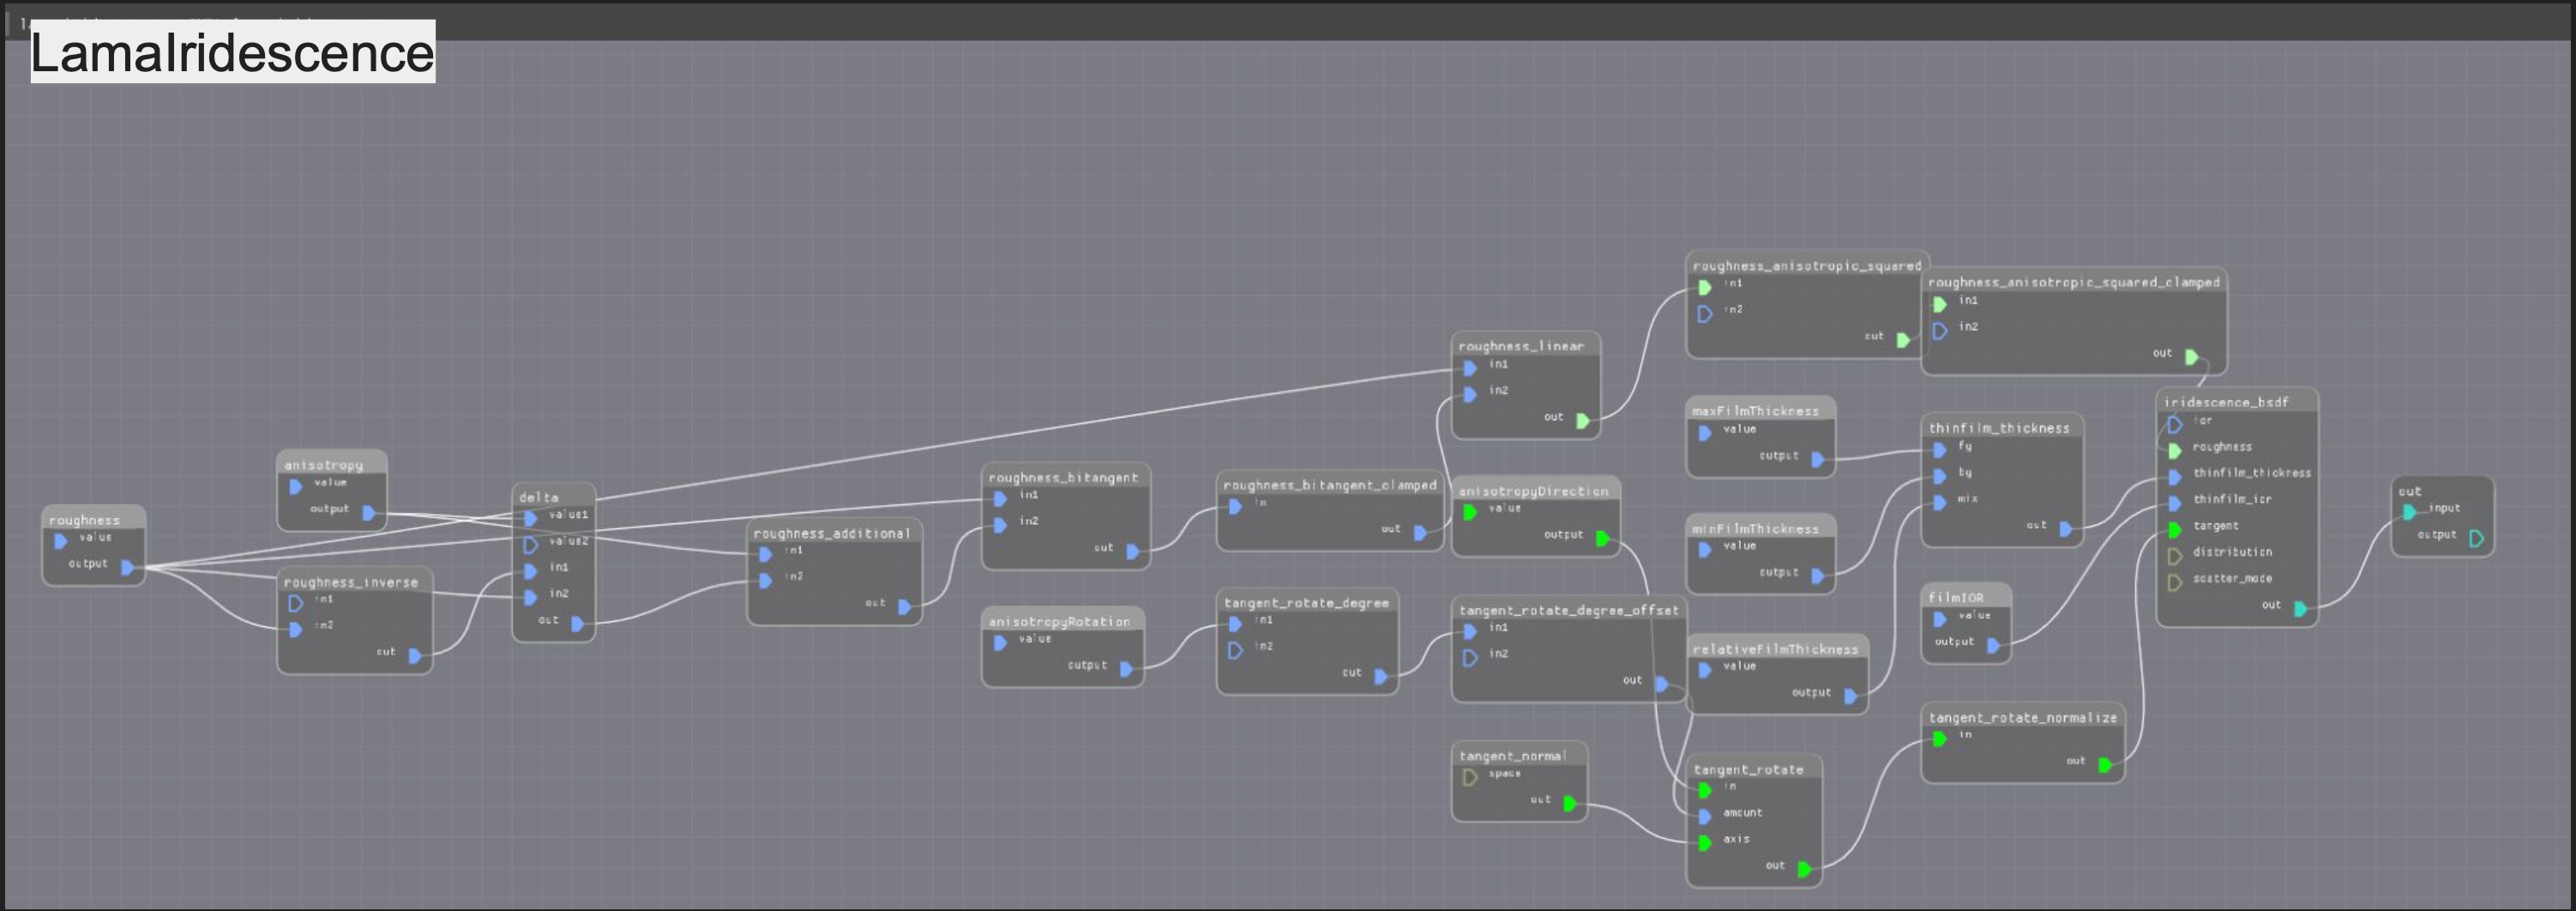 LamaIridescence
roughness
value
output
anisotropy
value
output
roughness_inverse
in1
in2
out
delta
value1
value2
in1
in2
out
roughness_additional
in1
in2
out
roughness_bitangent
in1
in2
out
anisotropyRotation
value
output
roughness_bitangent_clamped
in
out
tangent_rotate_degree
in1
in2
out
roughness_linear
in1
in2
out
anisotropyDirection
value
output
tangent_rotate_degree_offset
in1
in2
out
tangent_normal
space
out
roughness_anisotropic_squared
in1
in2
out
maxFilmThickness
value
output
minFilmThickness
value
output
relativeFilmThickness
value
output
tangent_rotate
in
amount
axis
out
roughness_anisotropic_squared_clamped
in1
in2
out
thinfilm_thickness
fg
bg
mix
out
filmIOR
value
output
tangent_rotate_normalize
in
out
iridescence_bsdf
ior
roughness
thinfilm_thickness
thinfilm_ior
tangent
distribution
scatter_mode
out
out
input
output